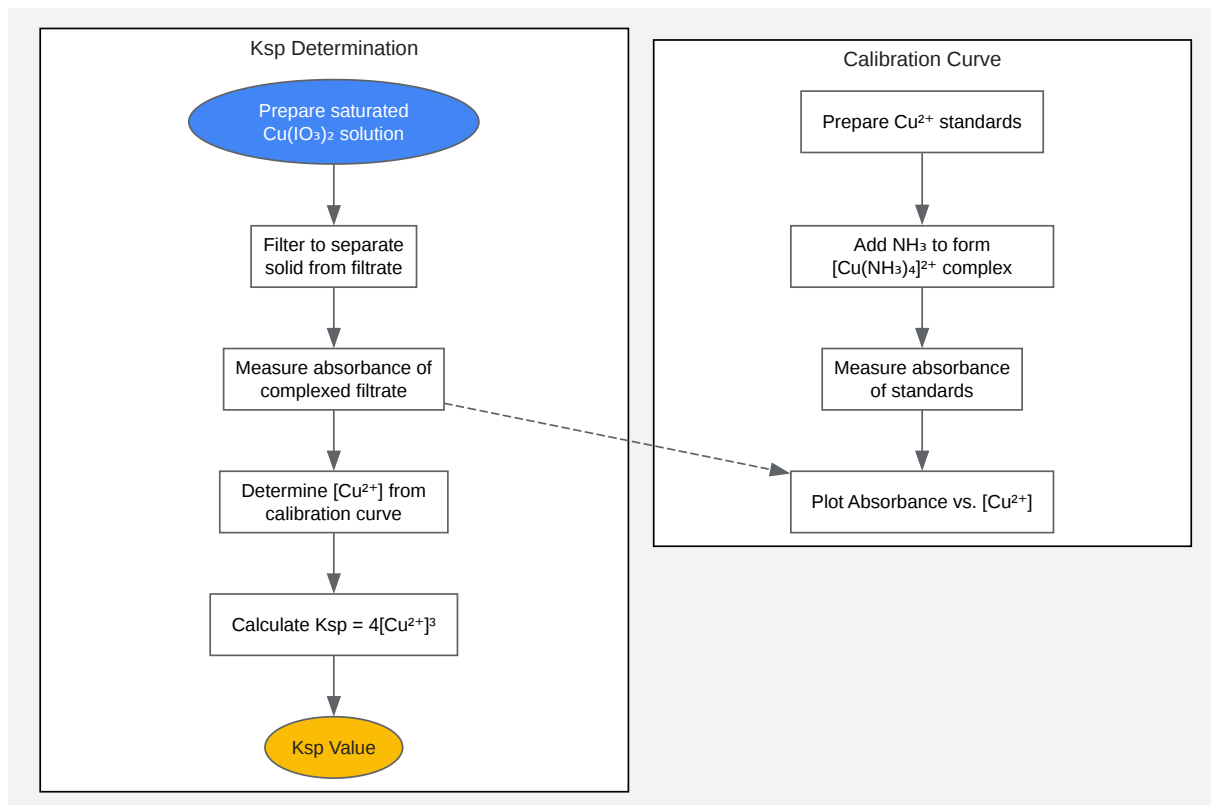 Ksp Determination
Prepare saturated
Cu(IO₃)₂ solution
Filter to separate
solid from filtrate
Measure absorbance of
complexed filtrate
Determine [Cu²⁺] from
calibration curve
Calculate Ksp = 4[Cu²⁺]³
Ksp Value
Calibration Curve
Prepare Cu²⁺ standards
Add NH₃ to form
[Cu(NH₃)₄]²⁺ complex
Measure absorbance
of standards
Plot Absorbance vs. [Cu²⁺]